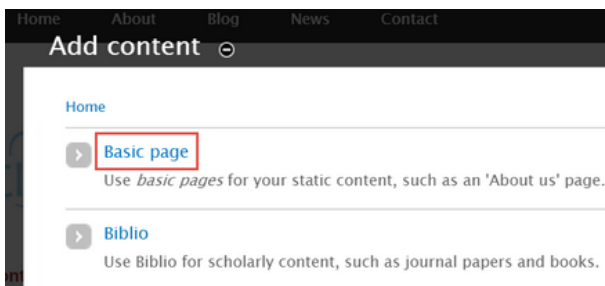 Home About Blog News Contact
Add content
Home
Basic page
Use basic pages for your static content, such as an 'About us' page.
Biblio
Use Biblio for scholarly content, such as journal papers and books.